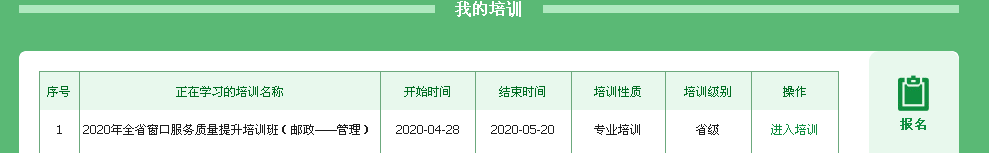 我的培训
序号 正在学习的培训名称 开始时间 结束时间 培训性质 培训级别 操作
1 2020年全省窗口服务质量提升培训班（邮政——管理） 2020-04-28 2020-05-20 专业培训 省级 进入培训
报名